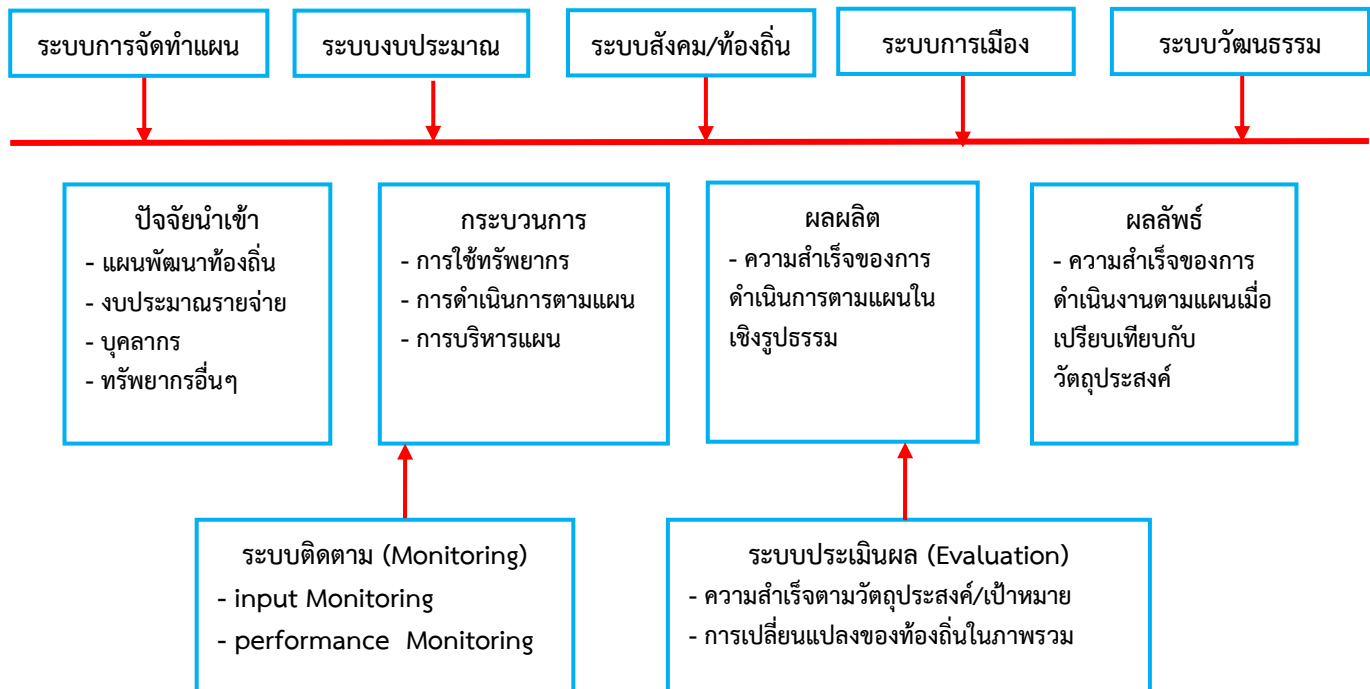 ระบบการจัดทำแผน
ระบบงบประมาณ
ระบบสังคม/ท้องถิ่น
ระบบการเมือง
ระบบวัฒนธรรม
ปัจจัยนำเข้า
- แผนพัฒนาท้องถิ่น
- งบประมาณรายจ่าย
- บุคลากร
- ทรัพยากรอื่นๆ
กระบวนการ
- การใช้ทรัพยากร
- การดำเนินการตามแผน
- การบริหารแผน
ผลผลิต
- ความสำเร็จของการ
ดำเนินการตามแผนใน
เชิงรูปธรรม
ผลลัพธ์
- ความสำเร็จของการ
ดำเนินงานตามแผนเมื่อ
เปรียบเทียบกับ
วัตถุประสงค์
ระบบติดตาม (Monitoring)
- input Monitoring
- performance Monitoring
ระบบประเมินผล (Evaluation)
- ความสำเร็จตามวัตถุประสงค์/เป้าหมาย
- การเปลี่ยนแปลงของท้องถิ่นในภาพรวม